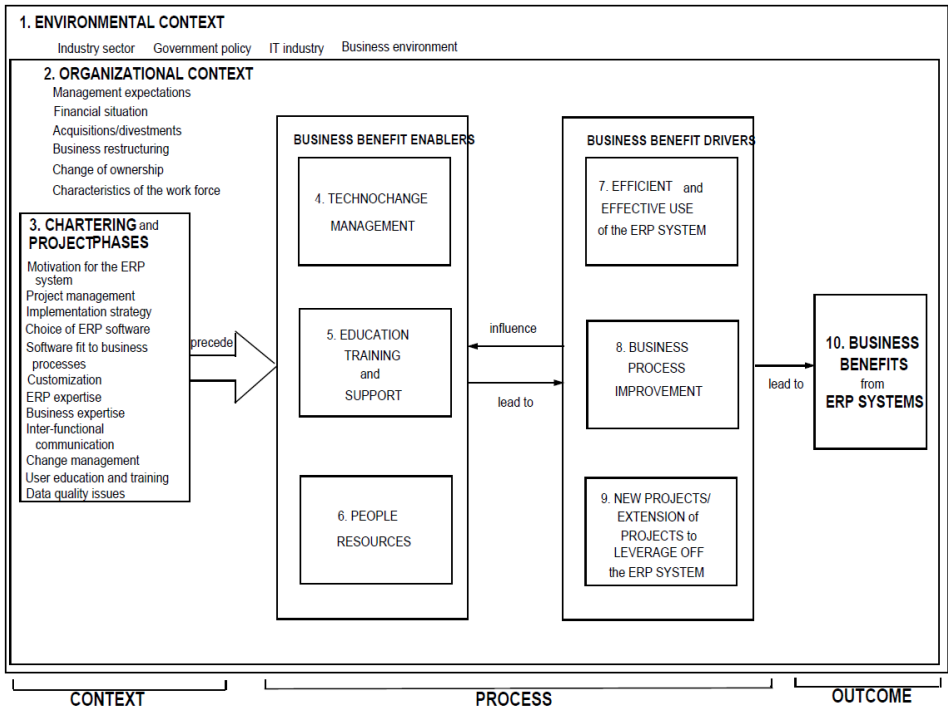 1. ENVIRONMENTAL CONTEXT
Industry sector Government policy IT industry Business environment
2. ORGANIZATIONAL CONTEXT
Management expectations
Financial situation
Acquisitions/divestments
Business restructuring
Change of ownership
Characteristics of the work force
3. CHARTERING and
PROJECTPHASES
Motivation for the ERP
system
Project management
Implementation strategy
Choice of ERP software
Software fit to business
processes
Customization
ERP expertise
Business expertise
Inter-functional
communication
Change management
User education and training
Data quality issues
precede
BUSINESS BENEFIT ENABLERS
4. TECHNOCHANGE
MANAGEMENT
5. EDUCATION
TRAINING
and
SUPPORT
6. PEOPLE
RESOURCES
influence
lead to
BUSINESS BENEFIT DRIVERS
7. EFFICIENT and
EFFECTIVE USE
of the ERP SYSTEM
8. BUSINESS
PROCESS
IMPROVEMENT
9. NEW PROJECTS/
EXTENSION of
PROJECTS to
LEVERAGE OFF
the ERP SYSTEM
lead to
10. BUSINESS
BENEFITS
from
ERP SYSTEMS
CONTEXT
PROCESS
OUTCOME